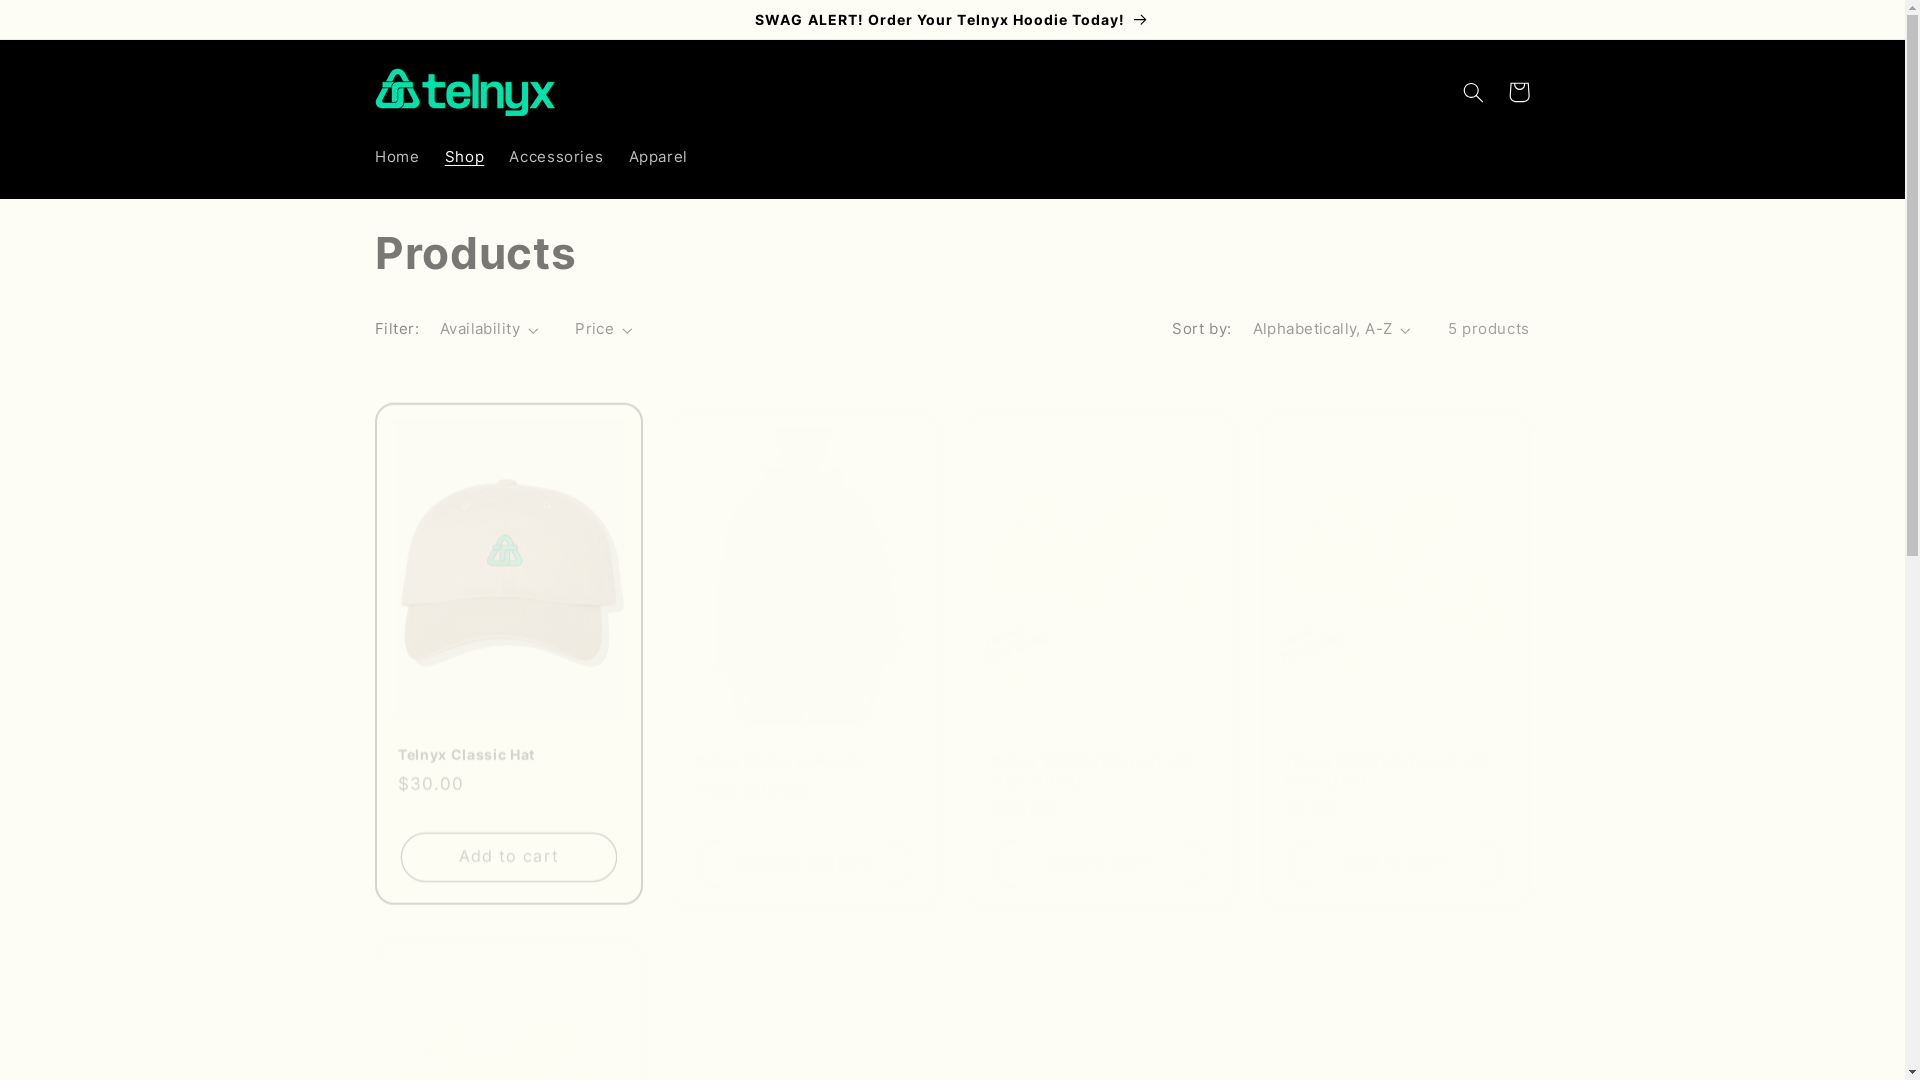 SWAG ALERT! Order Your Telnyx Hoodie Today!
telnyx
Home Shop Accessories Apparel
Products
Filter: Availability Price Sort by: Alphabetically, A-Z 5 products
Telnyx Classic Hat
$30.00
Add to cart